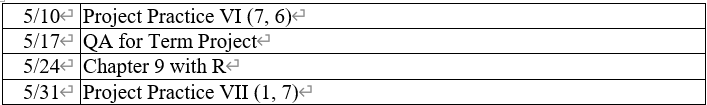 5/10 Project Practice VI (7, 6)
5/17 QA for Term Project
5/24 Chapter 9 with R
5/31 Project Practice VII (1, 7)